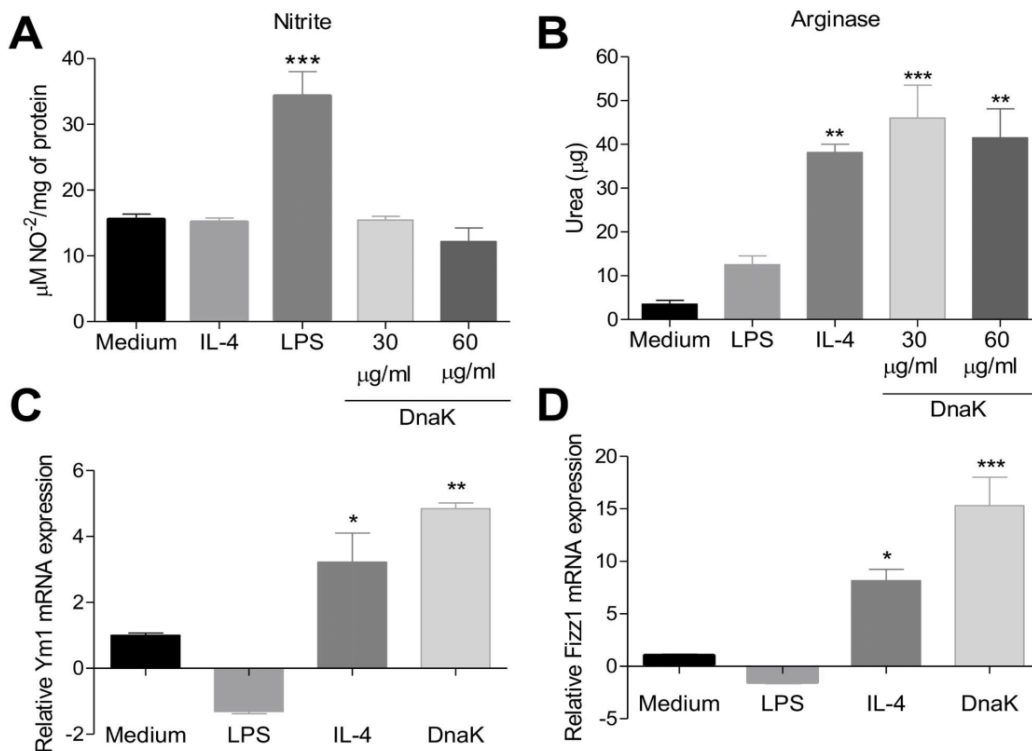 A
Nitrite
μM NO⁻²/mg of protein
40
30
20
10
0
***
Medium
IL-4
LPS
30
μg/ml
60
μg/ml
DnaK
B
Arginase
Urea (μg)
60
50
40
30
20
10
0
**
***
**
Medium
LPS
IL-4
30
μg/ml
60
μg/ml
DnaK
C
Relative Ym1 mRNA expression
6
4
2
0
-2
*
**
Medium
LPS
IL-4
DnaK
D
Relative Fizz1 mRNA expression
20
15
10
5
0
-5
*
***
Medium
LPS
IL-4
DnaK